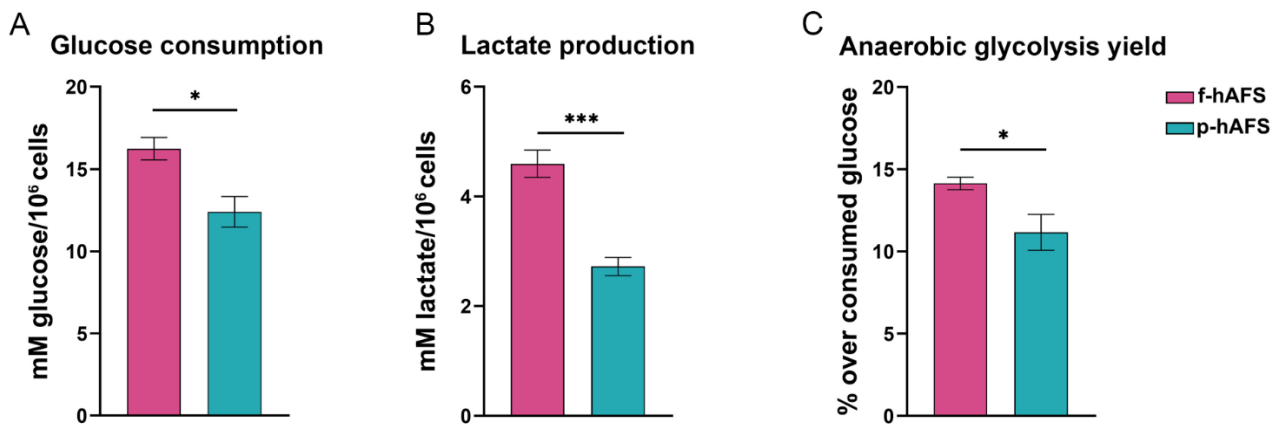 A
Glucose consumption
mM glucose/10⁶ cells
20
15
10
5
0
*
B
Lactate production
mM lactate/10⁶ cells
6
4
2
0
***
C
Anaerobic glycolysis yield
% over consumed glucose
20
15
10
5
0
*
f-hAFS
p-hAFS